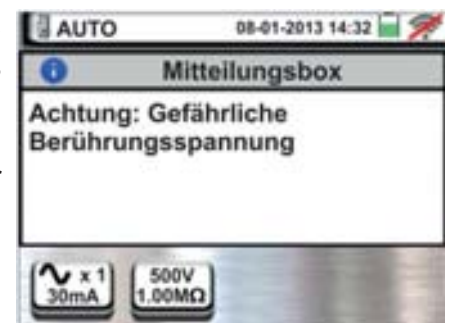 AUTO 08-01-2013 14:32
Mitteilungsbox
Achtung: Gefährliche
Berührungsspannung
x 1 500V
30mA 1.00MΩ